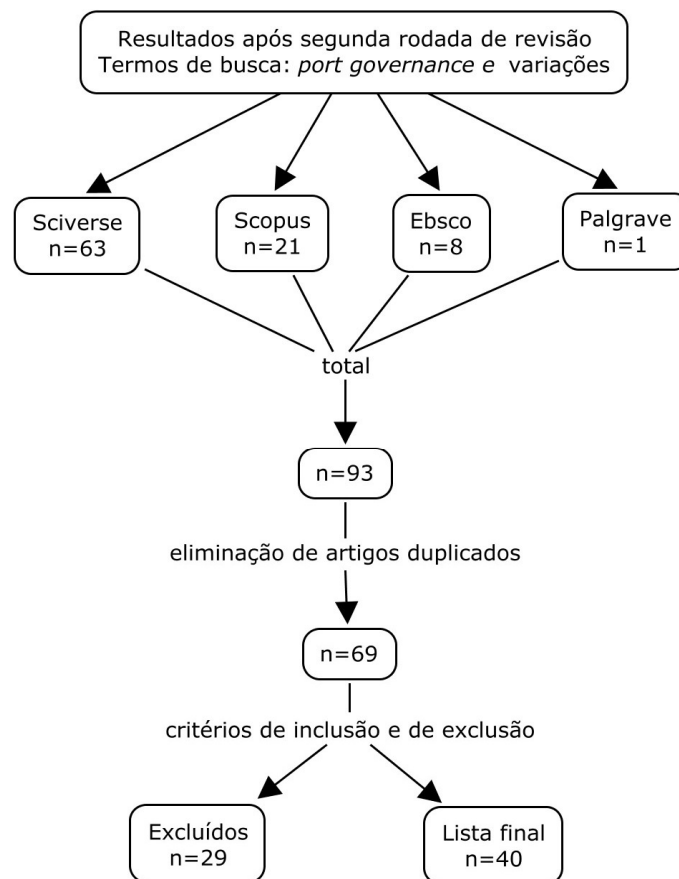 Resultados após segunda rodada de revisão
Termos de busca: port governance e variações
Sciverse
n=63
Scopus
n=21
Ebsco
n=8
Palgrave
n=1
total
n=93
eliminação de artigos duplicados
n=69
critérios de inclusão e de exclusão
Excluídos
n=29
Lista final
n=40